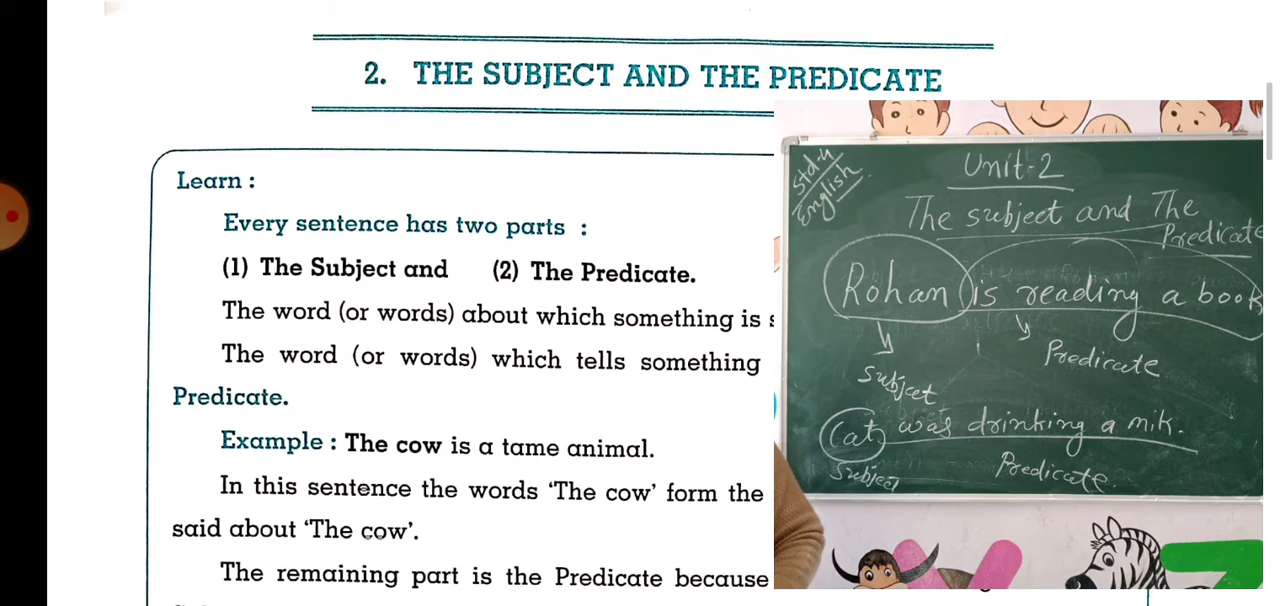 2. THE SUBJECT AND THE PREDICATE
Learn :
Every sentence has two parts :
(1) The Subject and (2) The Predicate.
The word (or words) about which something is
The word (or words) which tells something
Predicate.
Example : The cow is a tame animal.
In this sentence the words ‘The cow’ form the
said about ‘The cow’.
The remaining part is the Predicate because
Std-4
English
Unit-2
The subject and The
Predicate
Rohan is reading a book
Subject
Predicate
Cat was drinking a mik.
Subject
Predicate.